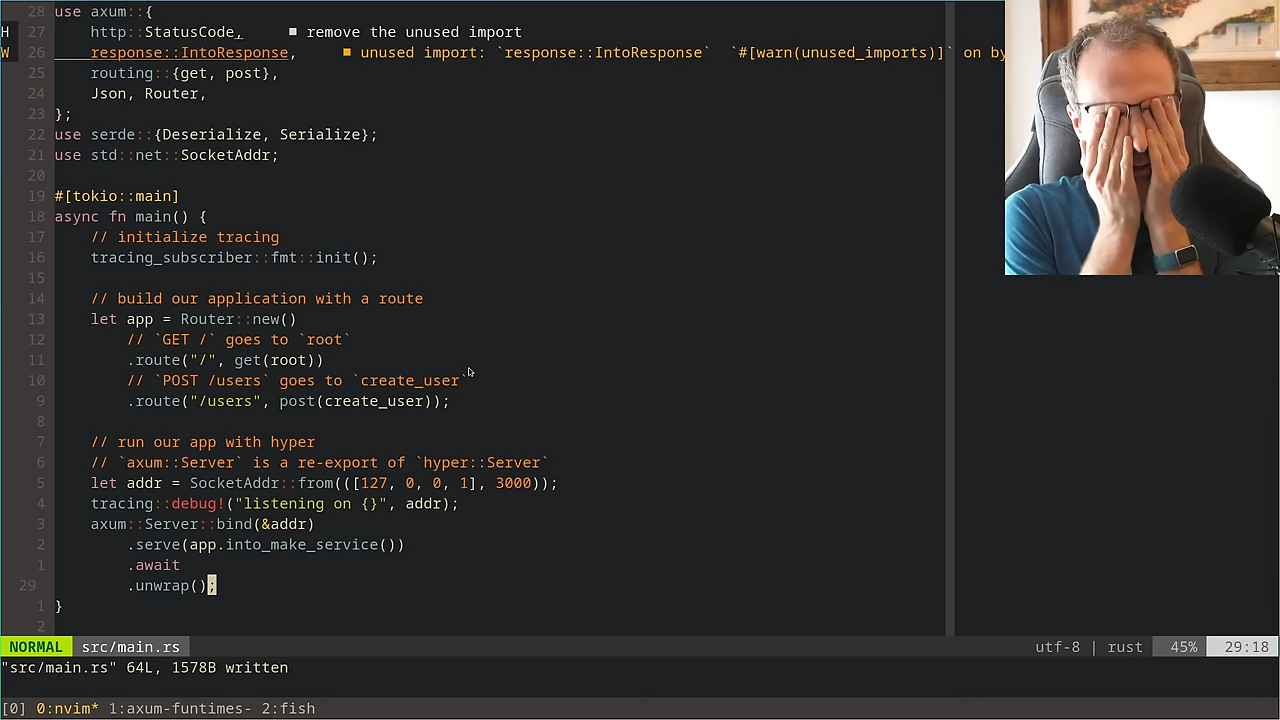 28 use axum::{
H 27 http::StatusCode, ■ remove the unused import
W 26 response::IntoResponse, ■ unused import: `response::IntoResponse` `#[warn(unused_imports)]` on by
25 routing::{get, post},
24 Json, Router,
23 };
22 use serde::{Deserialize, Serialize};
21 use std::net::SocketAddr;
20
19 #[tokio::main]
18 async fn main() {
17 // initialize tracing
16 tracing_subscriber::fmt::init();
15
14 // build our application with a route
13 let app = Router::new()
12 // `GET /` goes to `root`
11 .route("/", get(root))
10 // `POST /users` goes to `create_user`
9 .route("/users", post(create_user));
8
7 // run our app with hyper
6 // `axum::Server` is a re-export of `hyper::Server`
5 let addr = SocketAddr::from(([127, 0, 0, 1], 3000));
4 tracing::debug!("listening on {}", addr);
3 axum::Server::bind(&addr)
2 .serve(app.into_make_service())
1 .await
29 .unwrap();
1 }
2
NORMAL src/main.rs utf-8 | rust 45% 29:18
"src/main.rs" 64L, 1578B written
[0] 0:nvim* 1:axum-funtimes- 2:fish